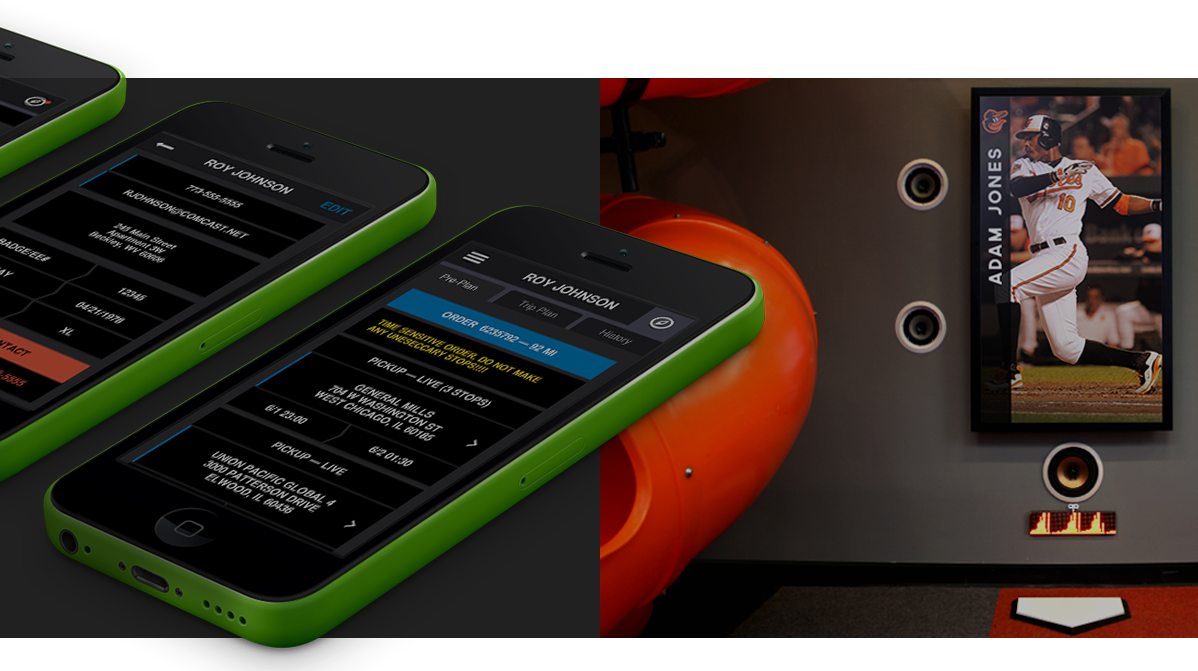 ROY JOHNSON
773-555-5555
EDIT
RJOHNSON@COMCAST.NET
245 Main Street
Apartment 3W
Beckley, WV 60606
BADGE/EE#
12345
04/21/1976
XL
ROY JOHNSON
Pre-Plan
Trip Plan
History
ORDER 6235792 — 92 MI
TIME SENSITIVE ORDER. DO NOT MAKE
ANY UNESECCARY STOPS!!!!
PICKUP — LIVE (3 STOPS)
GENERAL MILLS
704 W WASHINGTON ST
WEST CHICAGO, IL 60185
6/1 23:00
6/2 01:30
PICKUP — LIVE
UNION PACIFIC GLOBAL 4
3000 PATTERSON DRIVE
ELWOOD, IL 60436
ADAM JONES
Orioles
10